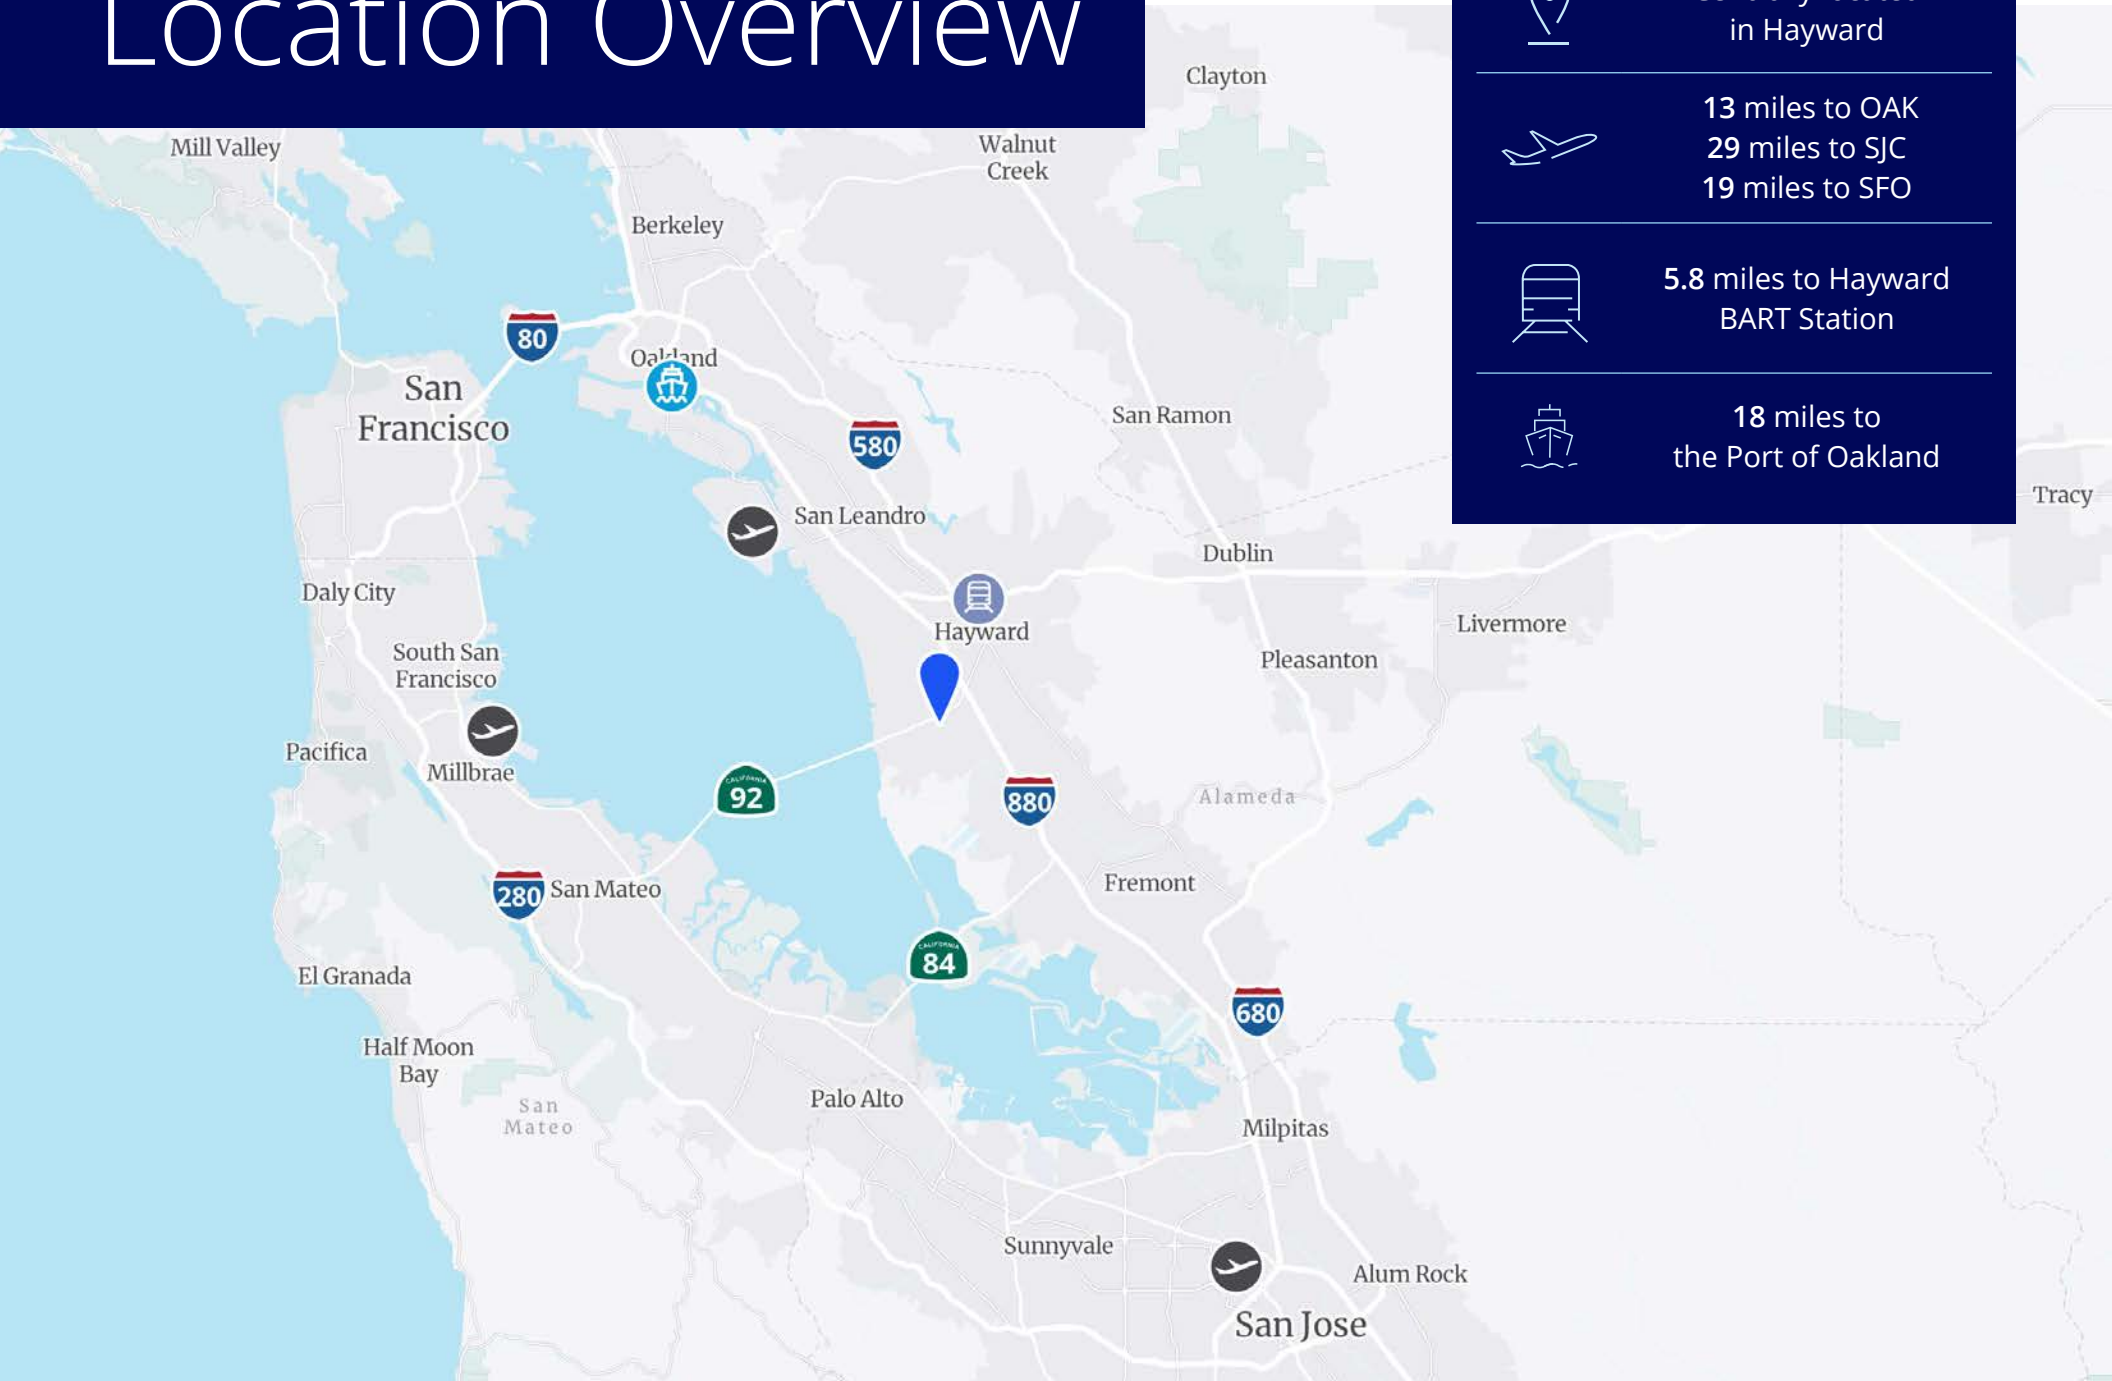 Location Overview
in Hayward
13 miles to OAK
29 miles to SJC
19 miles to SFO
5.8 miles to Hayward
BART Station
18 miles to
the Port of Oakland
Clayton
Mill Valley
Walnut
Creek
Berkeley
80
Oakland
San
Francisco
580
San Ramon
Tracy
San Leandro
Dublin
Daly City
Hayward
Livermore
South San
Francisco
Pleasanton
Pacifica
Millbrae
CALIFORNIA
92
880
Alameda
280
San Mateo
Fremont
CALIFORNIA
84
El Granada
680
Half Moon
Bay
San
Mateo
Palo Alto
Milpitas
Sunnyvale
Alum Rock
San Jose